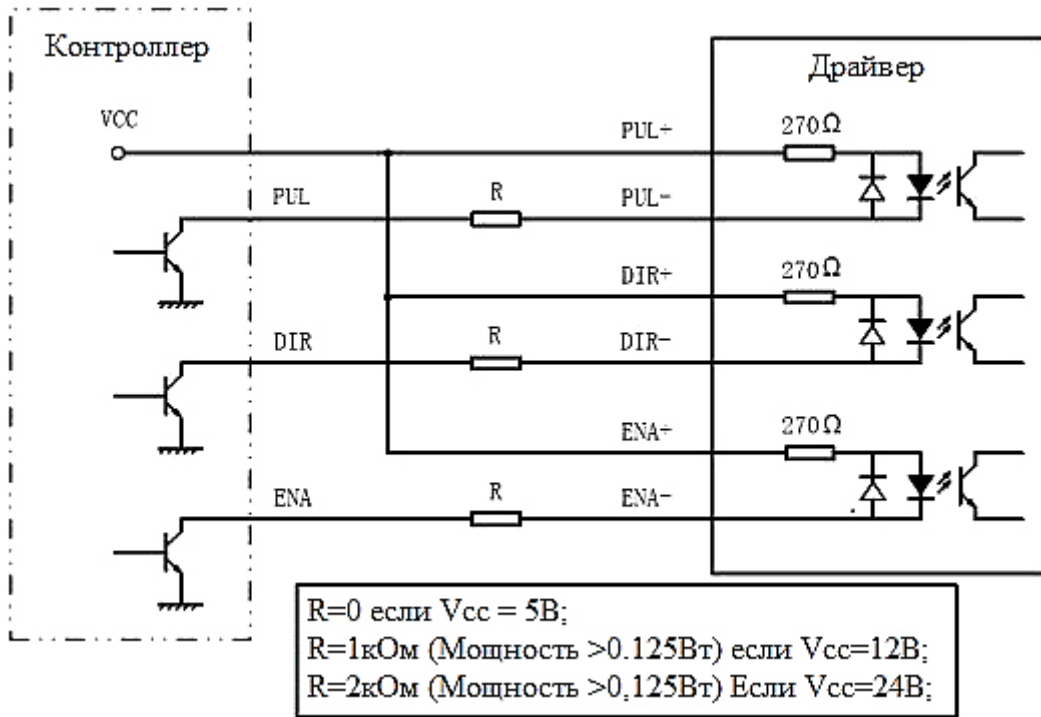 Контроллер
Драйвер
VCC
PUL+
270Ω
PUL
R
PUL-
DIR+
270Ω
DIR
R
DIR-
ENA+
270Ω
ENA
R
ENA-
R=0 если Vcc = 5В;
R=1кОм (Мощность >0.125Вт) если Vcc=12В;
R=2кОм (Мощность >0,125Вт) Если Vcc=24В;